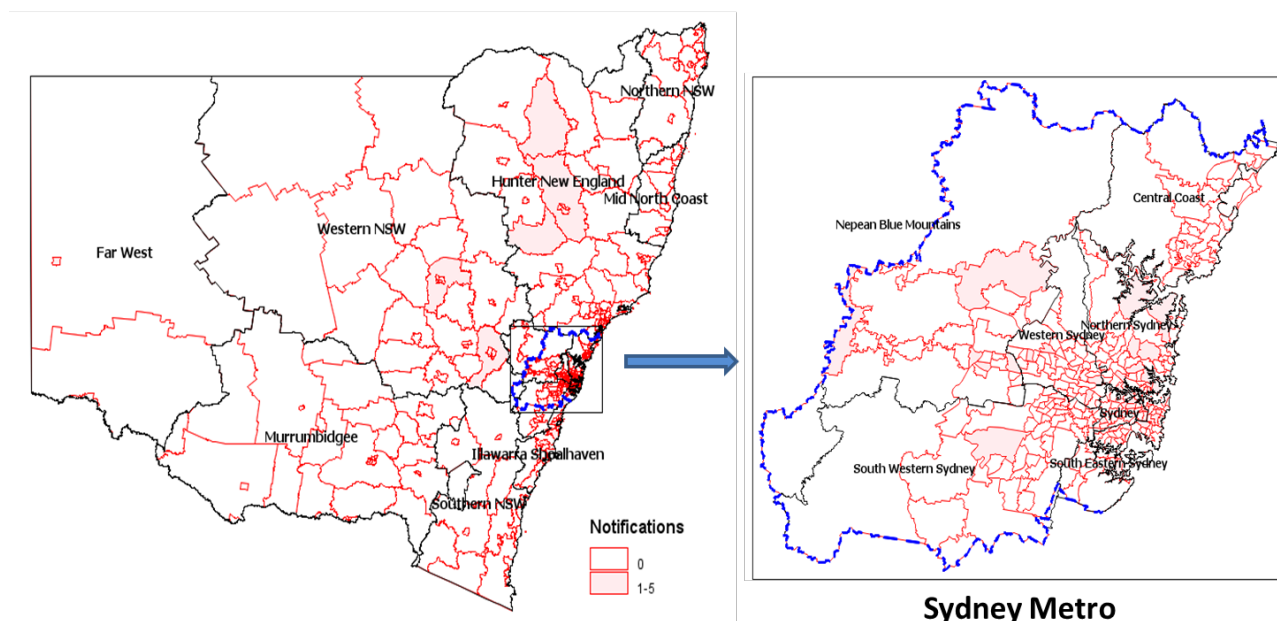 Northern NSW
Hunter New England
Mid North Coast
Western NSW
Far West
Murrumbidgee
Illawarra Shoalhaven
Southern NSW
Notifications
0
1-5
Central Coast
Nepean Blue Mountains
Northern Sydney
Western Sydney
Sydney
South Western Sydney
South Eastern Sydney
Sydney Metro